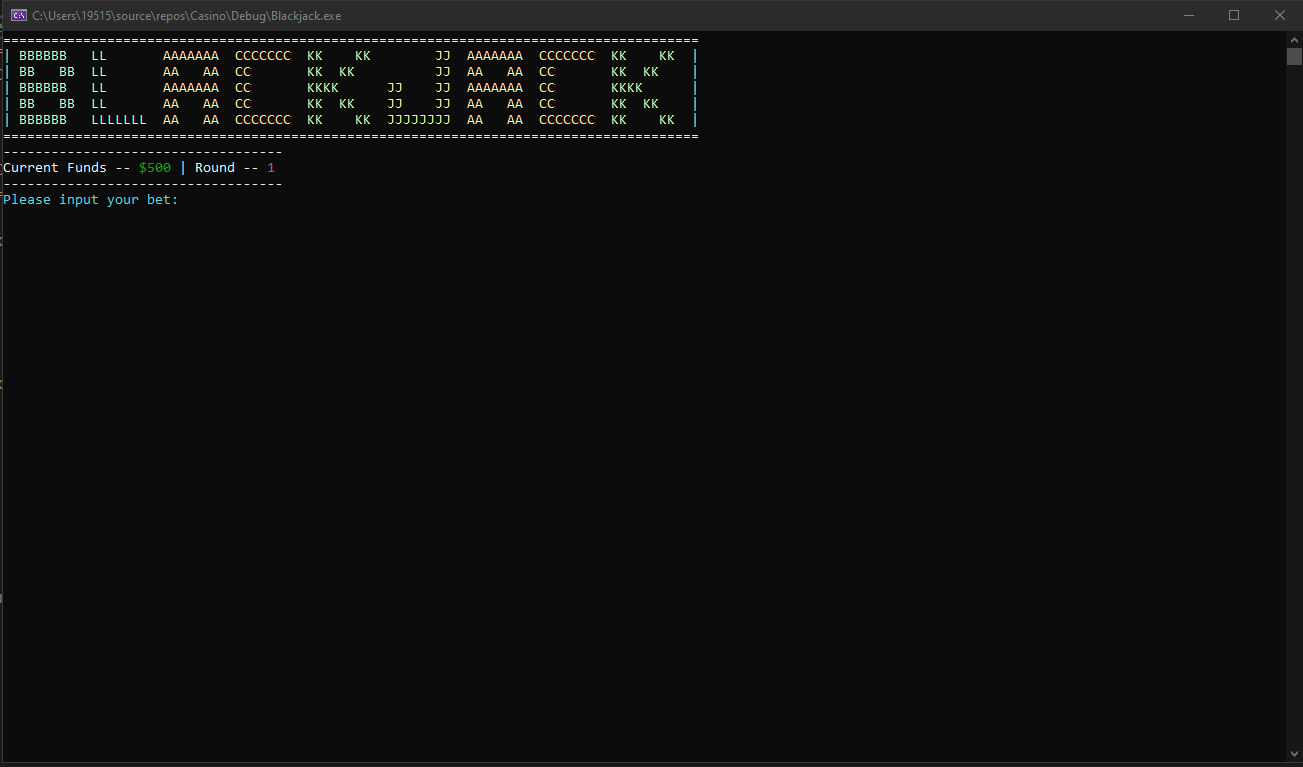 C:\Users\19515\source\repos\Casino\Debug\Blackjack.exe
=======================================================================================
| BBBBBB   LL       AAAAAAA  CCCCCCC  KK    KK        JJ  AAAAAAA  CCCCCCC  KK    KK  |
| BB   BB  LL       AA   AA  CC       KK  KK          JJ  AA   AA  CC       KK  KK    |
| BBBBBB   LL       AAAAAAA  CC       KKKK      JJ    JJ  AAAAAAA  CC       KKKK      |
| BB   BB  LL       AA   AA  CC       KK  KK    JJ    JJ  AA   AA  CC       KK  KK    |
| BBBBBB   LLLLLLL  AA   AA  CCCCCCC  KK    KK  JJJJJJJJ  AA   AA  CCCCCCC  KK    KK  |
=======================================================================================
-----------------------------------
Current Funds -- $500 | Round -- 1
-----------------------------------
Please input your bet: